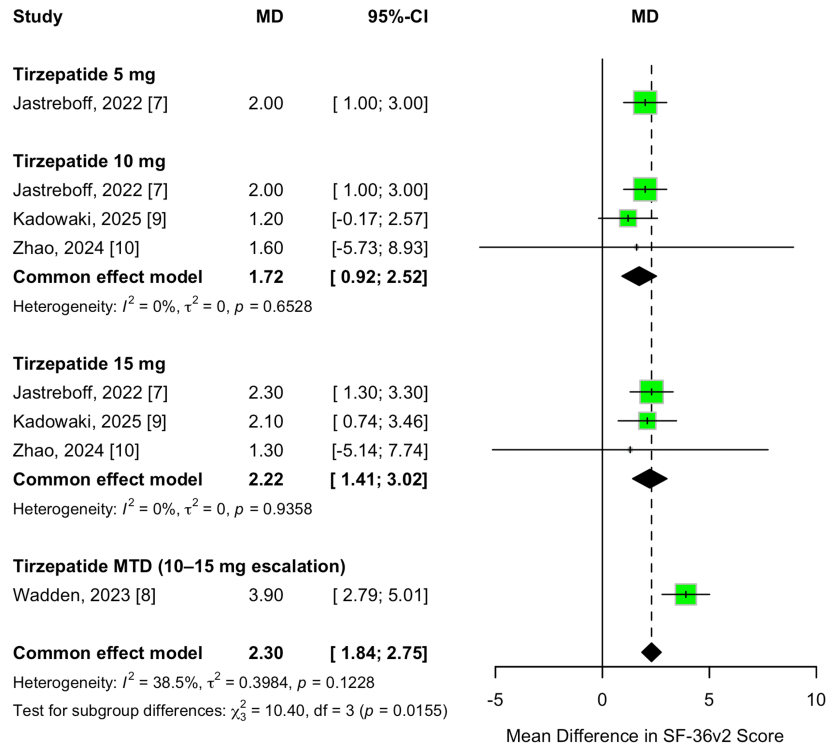 Study MD 95%-CI MD
Tirzepatide 5 mg
Jastreboff, 2022 [7] 2.00 [ 1.00; 3.00]
Tirzepatide 10 mg
Jastreboff, 2022 [7] 2.00 [ 1.00; 3.00]
Kadowaki, 2025 [9] 1.20 [-0.17; 2.57]
Zhao, 2024 [10] 1.60 [-5.73; 8.93]
Common effect model 1.72 [ 0.92; 2.52]
Heterogeneity: I² = 0%, τ² = 0, p = 0.6528
Tirzepatide 15 mg
Jastreboff, 2022 [7] 2.30 [ 1.30; 3.30]
Kadowaki, 2025 [9] 2.10 [ 0.74; 3.46]
Zhao, 2024 [10] 1.30 [-5.14; 7.74]
Common effect model 2.22 [ 1.41; 3.02]
Heterogeneity: I² = 0%, τ² = 0, p = 0.9358
Tirzepatide MTD (10–15 mg escalation)
Wadden, 2023 [8] 3.90 [ 2.79; 5.01]
Common effect model 2.30 [ 1.84; 2.75]
Heterogeneity: I² = 38.5%, τ² = 0.3984, p = 0.1228
Test for subgroup differences: χ²₃ = 10.40, df = 3 (p = 0.0155)
-5 0 5 10
Mean Difference in SF-36v2 Score